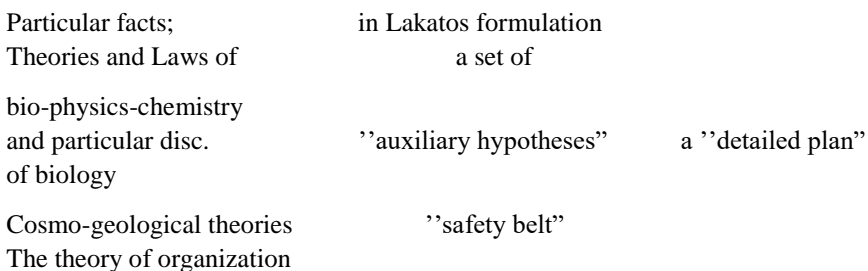 Particular facts; in Lakatos formulation
Theories and Laws of a set of
bio-physics-chemistry
and particular disc. ’’auxiliary hypotheses” a ’’detailed plan”
of biology
Cosmo-geological theories ’’safety belt”
The theory of organization